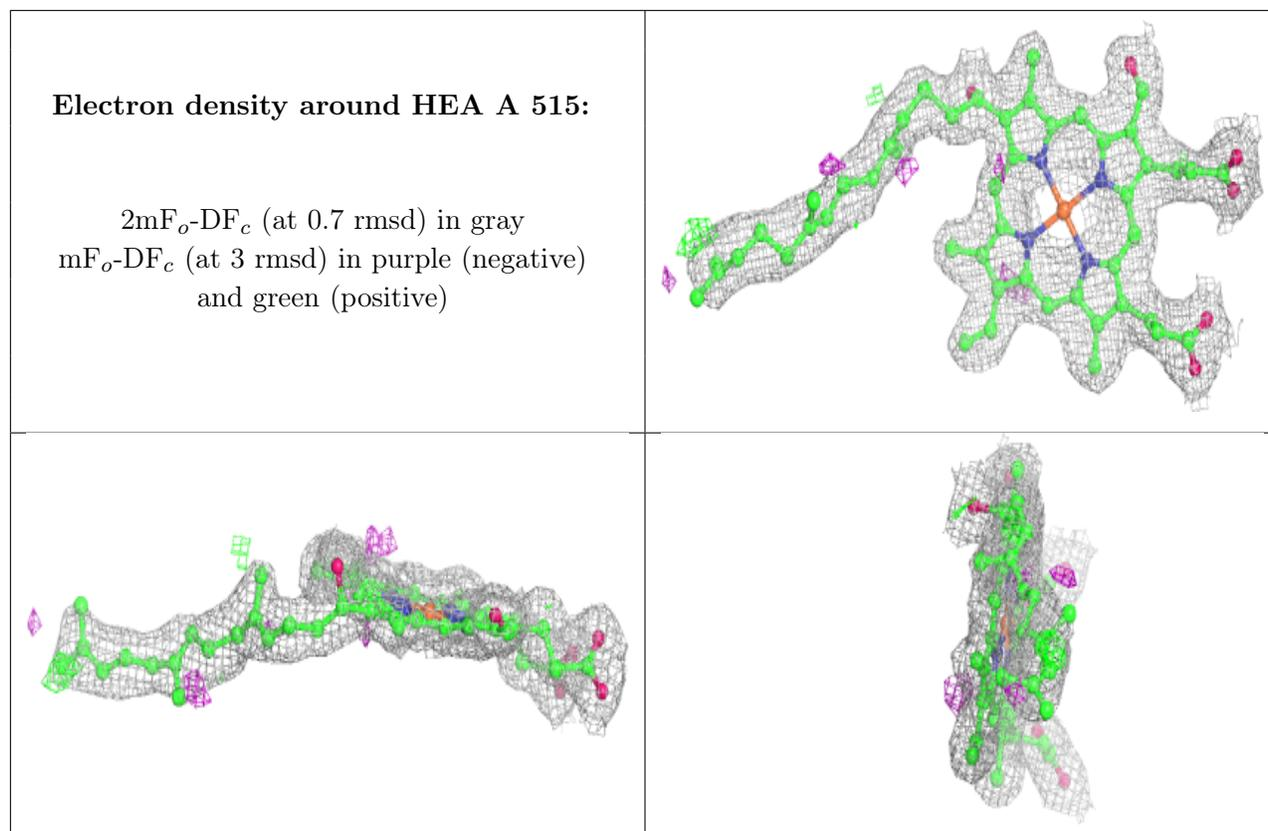 Electron density around HEA A 515:
2mFₒ-DF𝑐 (at 0.7 rmsd) in gray
mFₒ-DF𝑐 (at 3 rmsd) in purple (negative)
and green (positive)